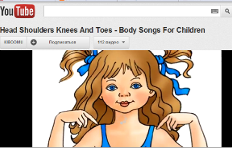 YouTube
Head Shoulders Knees And Toes - Body Songs For Children
Подписаться